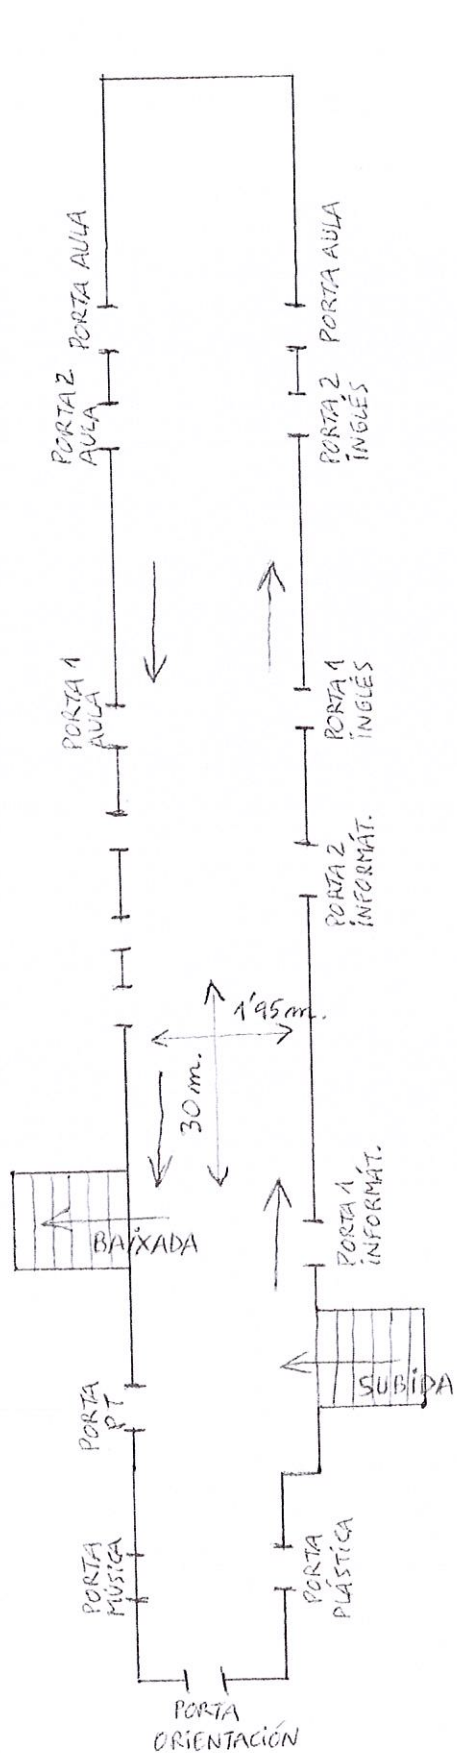 PORTA AULA
PORTA AULA
PORTA 2
AULA
PORTA 2
INGLÉS
PORTA 1
AULA
PORTA 1
INGLÉS
PORTA 2
INFORMÁT.
1'95 m.
30 m.
PORTA 1
INFORMÁT.
BAIXADA
SUBIDA
PORTA
PT
PORTA
MÚSICA
PORTA
PLÁSTICA
PORTA
ORIENTACIÓN